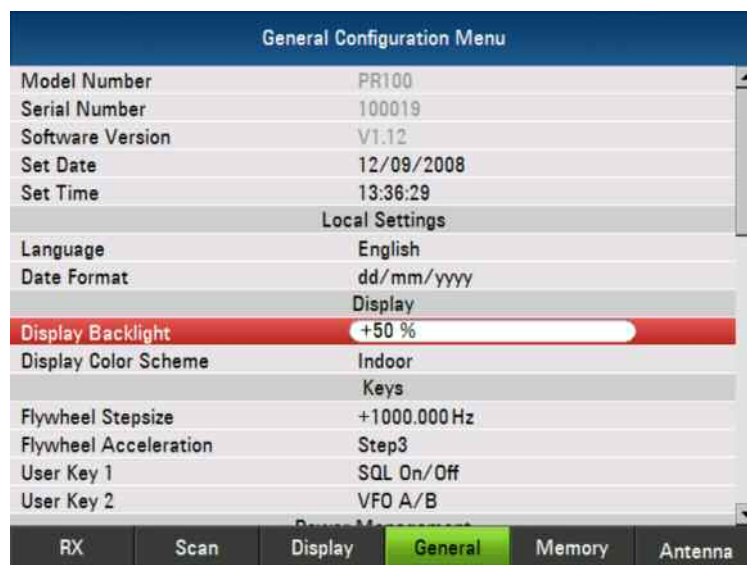 General Configuration Menu
Model Number PR100
Serial Number 100019
Software Version V1.12
Set Date 12/09/2008
Set Time 13:36:29
Local Settings
Language English
Date Format dd/mm/yyyy
Display
Display Backlight +50 %
Display Color Scheme Indoor
Keys
Flywheel Stepsize +1000.000 Hz
Flywheel Acceleration Step3
User Key 1 SQL On/Off
User Key 2 VFO A/B
Power Management
RX Scan Display General Memory Antenna